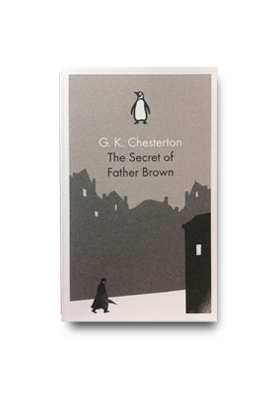 G. K. Chesterton
The Secret of
Father Brown